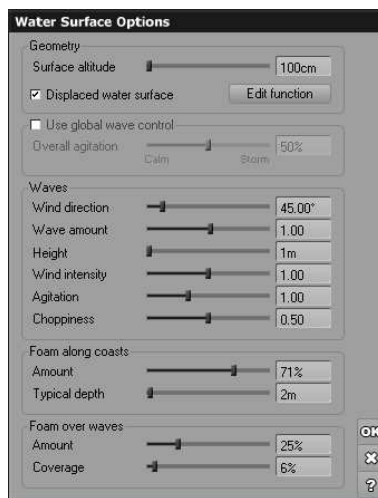 Water Surface Options
Geometry
Surface altitude 100cm
Displaced water surface Edit function
Use global wave control
Overall agitation 50%
Calm Storm
Waves
Wind direction 45.00°
Wave amount 1.00
Height 1m
Wind intensity 1.00
Agitation 1.00
Choppiness 0.50
Foam along coasts
Amount 71%
Typical depth 2m
Foam over waves
Amount 25%
Coverage 6%
OK
?